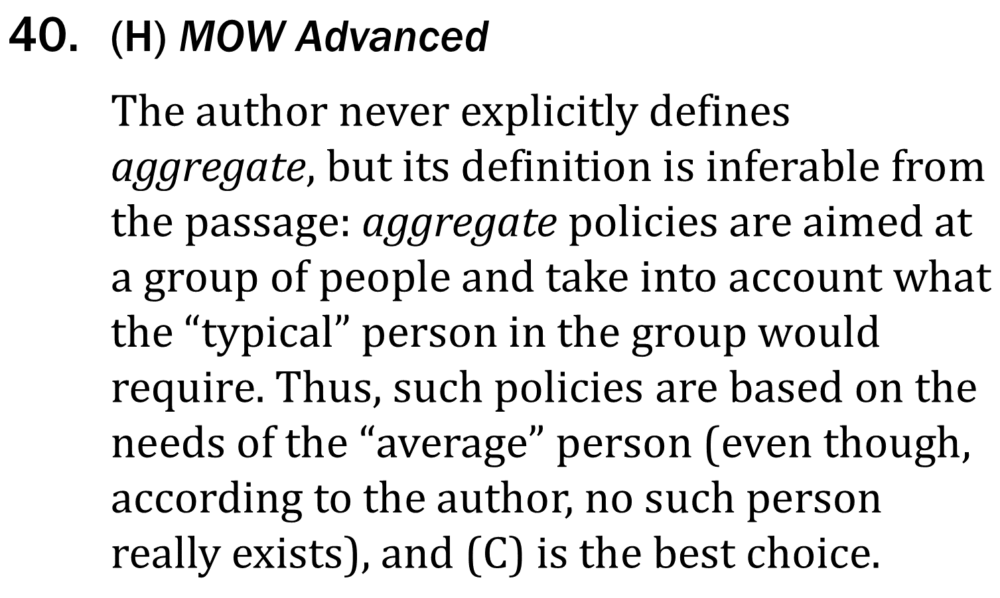 40. (H) MOW Advanced
The author never explicitly defines
aggregate, but its definition is inferable from
the passage: aggregate policies are aimed at
a group of people and take into account what
the “typical” person in the group would
require. Thus, such policies are based on the
needs of the “average” person (even though,
according to the author, no such person
really exists), and (C) is the best choice.